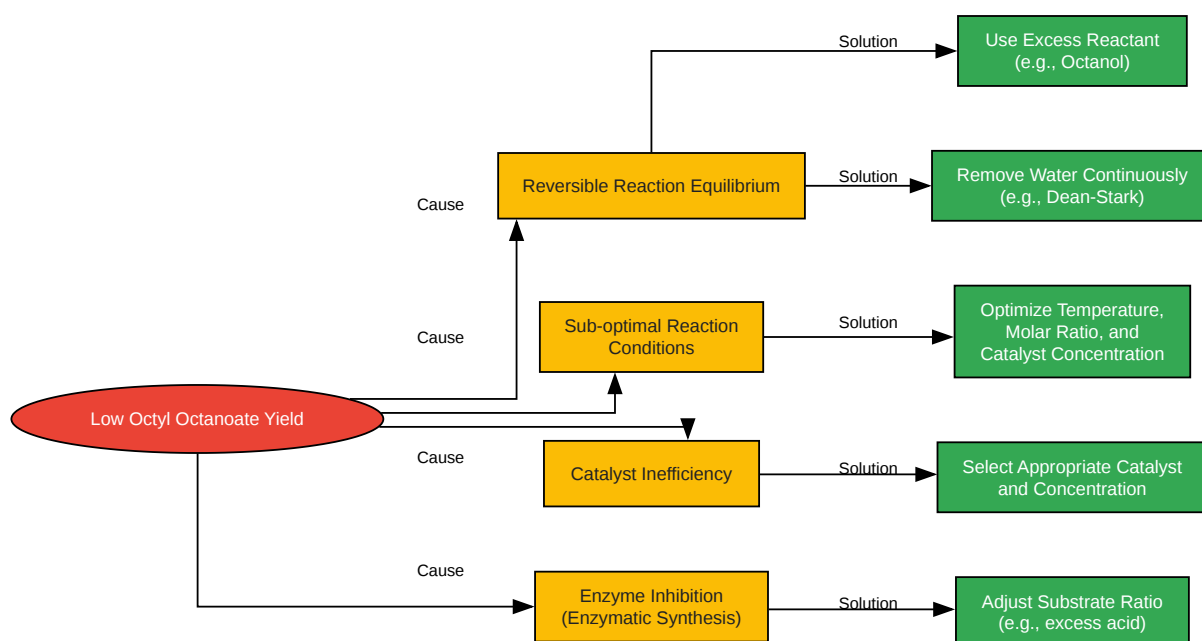 Solution
Use Excess Reactant
(e.g., Octanol)
Cause
Reversible Reaction Equilibrium
Solution
Remove Water Continuously
(e.g., Dean-Stark)
Cause
Sub-optimal Reaction
Conditions
Solution
Optimize Temperature,
Molar Ratio, and
Catalyst Concentration
Low Octyl Octanoate Yield
Cause
Catalyst Inefficiency
Solution
Select Appropriate Catalyst
and Concentration
Cause
Enzyme Inhibition
(Enzymatic Synthesis)
Solution
Adjust Substrate Ratio
(e.g., excess acid)